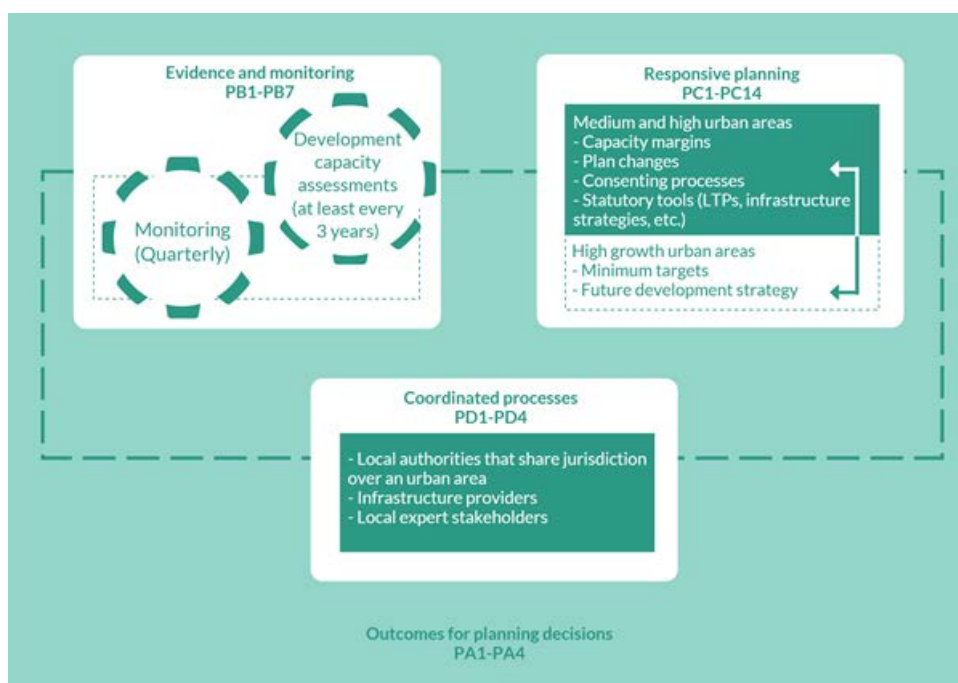 Evidence and monitoring
PB1-PB7
Development
capacity
assessments
(at least every
3 years)
Monitoring
(Quarterly)
Responsive planning
PC1-PC14
Medium and high urban areas
- Capacity margins
- Plan changes
- Consenting processes
- Statutory tools (LTPs, infrastructure
strategies, etc.)
High growth urban areas
- Minimum targets
- Future development strategy
Coordinated processes
PD1-PD4
- Local authorities that share jurisdiction
over an urban area
- Infrastructure providers
- Local expert stakeholders
Outcomes for planning decisions
PA1-PA4